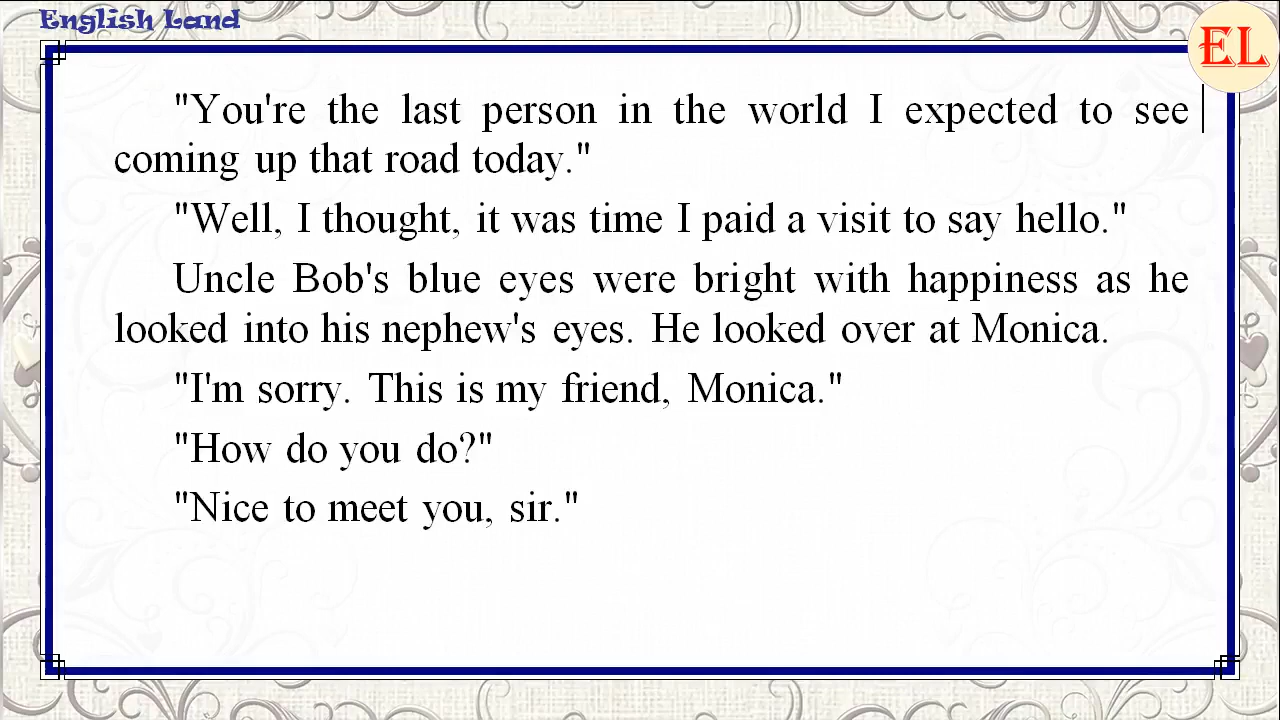 English Land
EL
"You're the last person in the world I expected to see
coming up that road today."
"Well, I thought, it was time I paid a visit to say hello."
Uncle Bob's blue eyes were bright with happiness as he
looked into his nephew's eyes. He looked over at Monica.
"I'm sorry. This is my friend, Monica."
"How do you do?"
"Nice to meet you, sir."